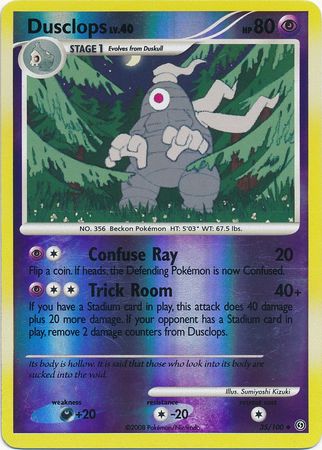 Dusclops LV.40 HP 80
STAGE 1 Evolves from Duskull
NO. 356 Beckon Pokémon HT: 5'03" WT: 67.5 lbs.
Confuse Ray 20
Flip a coin. If heads, the Defending Pokémon is now Confused.
Trick Room 40+
If you have a Stadium card in play, this attack does 40 damage
plus 20 more damage. If your opponent has a Stadium card in
play, remove 2 damage counters from Dusclops.
Its body is hollow. It is said that those who look into its body are
sucked into the void.
Illus. Sumiyoshi Kizuki
weakness resistance retreat cost
+20 -20
©2008 Pokémon/Nintendo 35/100